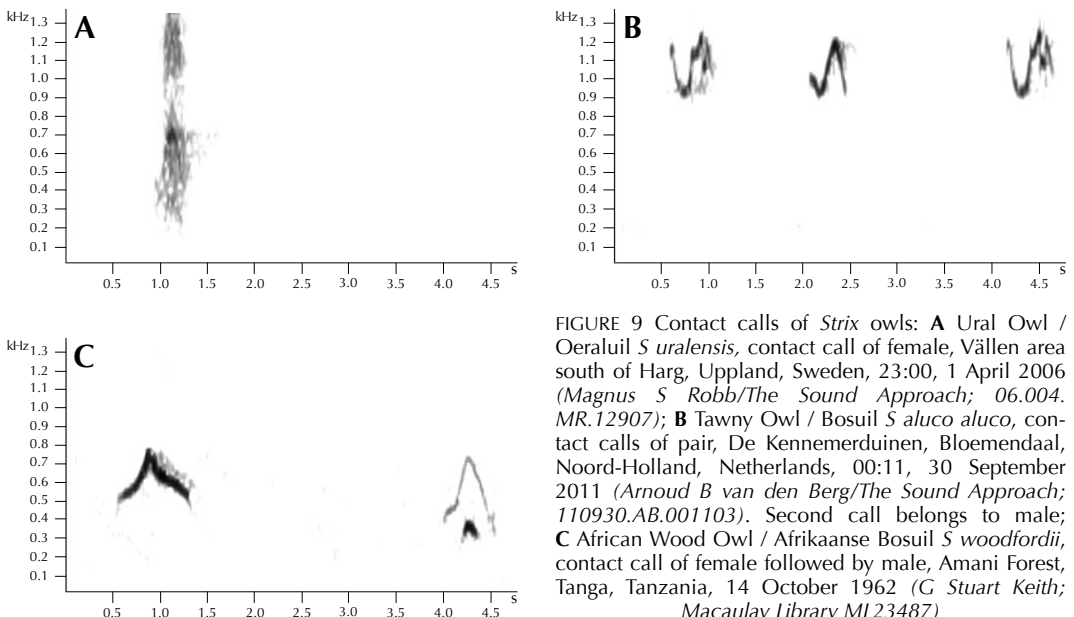 kHz
A
1.3
1.2
1.1
1.0
0.9
0.8
0.7
0.6
0.5
0.4
0.3
0.2
0.1
0.5 1.0 1.5 2.0 2.5 3.0 3.5 4.0 4.5 s
kHz
B
1.3
1.2
1.1
1.0
0.9
0.8
0.7
0.6
0.5
0.4
0.3
0.2
0.1
0.5 1.0 1.5 2.0 2.5 3.0 3.5 4.0 4.5 s
kHz
C
1.3
1.2
1.1
1.0
0.9
0.8
0.7
0.6
0.5
0.4
0.3
0.2
0.1
0.5 1.0 1.5 2.0 2.5 3.0 3.5 4.0 4.5 s
FIGURE 9 Contact calls of Strix owls: A Ural Owl /
Oeraluil S uralensis, contact call of female, Vällen area
south of Harg, Uppland, Sweden, 23:00, 1 April 2006
(Magnus S Robb/The Sound Approach; 06.004.
MR.12907); B Tawny Owl / Bosuil S aluco aluco, con-
tact calls of pair, De Kennemerduinen, Bloemendaal,
Noord-Holland, Netherlands, 00:11, 30 September
2011 (Arnoud B van den Berg/The Sound Approach;
110930.AB.001103). Second call belongs to male;
C African Wood Owl / Afrikaanse Bosuil S woodfordii,
contact call of female followed by male, Amani Forest,
Tanga, Tanzania, 14 October 1962 (G Stuart Keith;
Macaulay Library ML23487)